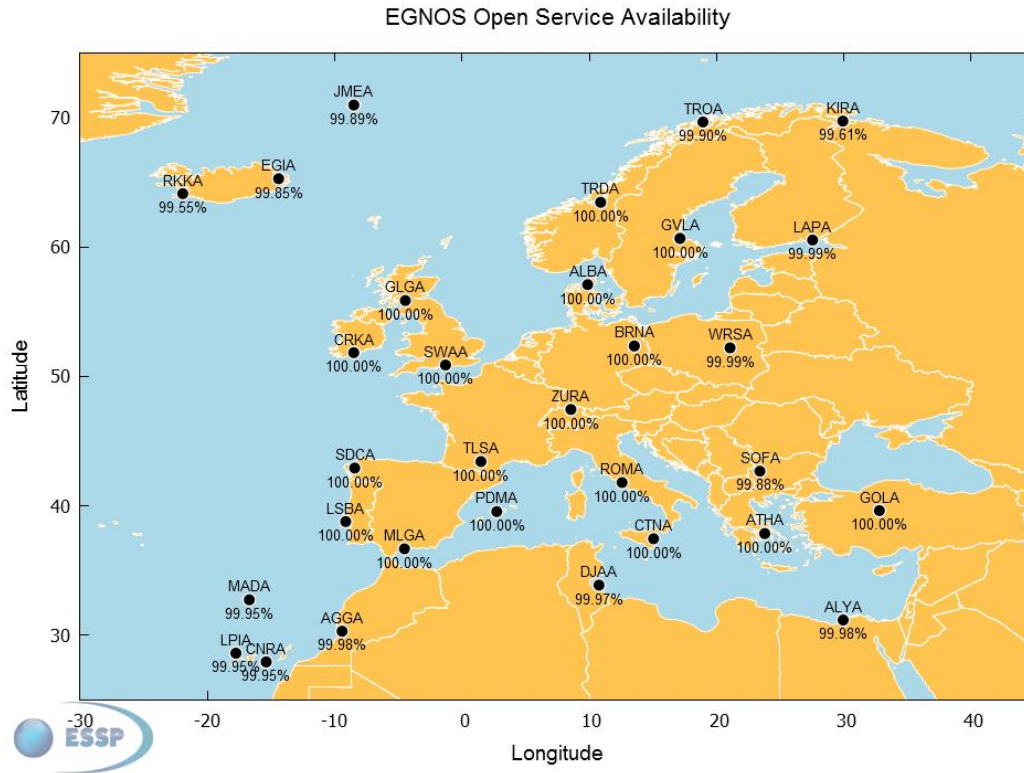 EGNOS Open Service Availability
70
JMEA
99.89%
TROA
99.90%
KIRA
99.61%
EGIA
99.85%
RKKA
99.55%
TRDA
100.00%
GVLA
100.00%
LAPA
99.99%
60
ALBA
100.00%
GLGA
100.00%
CRKA
100.00%
SWAA
100.00%
BRNA
100.00%
WRSA
99.99%
50
Latitude
ZURA
100.00%
SDCA
100.00%
TLSA
100.00%
ROMA
100.00%
SOFA
99.88%
40
LSBA
100.00%
PDMA
100.00%
GOLA
100.00%
MLGA
100.00%
CTNA
100.00%
ATHA
100.00%
DJAA
99.97%
MADA
99.95%
AGGA
99.98%
ALYA
99.98%
30
LPIA
99.95%
CNRA
99.95%
-30 -20 -10 0 10 20 30 40
ESSP
Longitude